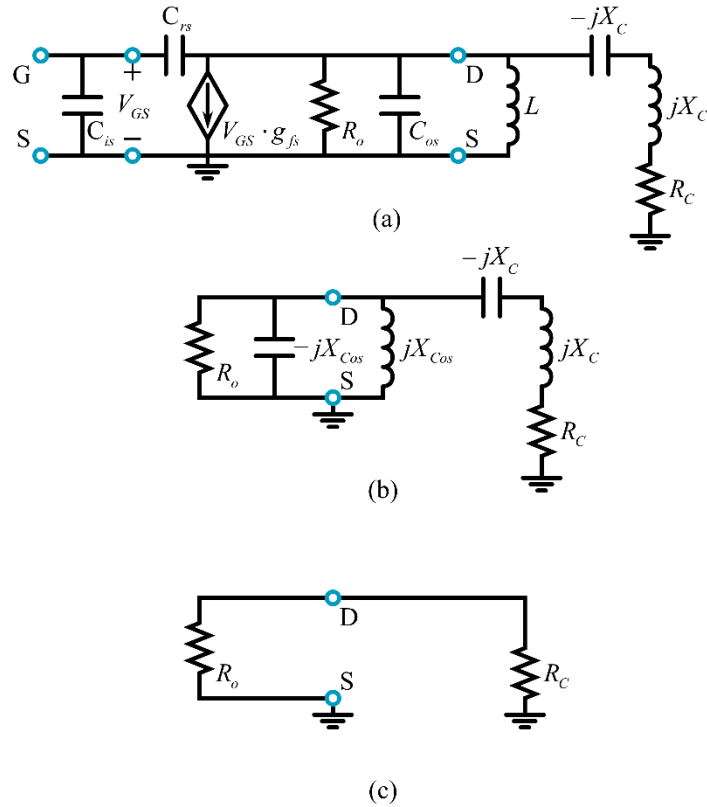 C_rs
-jX_C
G
+
D
V_GS
C_is
V_GS · g_fs
R_o
C_os
L
jX_C
S
−
S
R_C
(a)
-jX_C
D
R_o
-jX_Cos
jX_Cos
jX_C
S
R_C
(b)
D
R_o
S
R_C
(c)